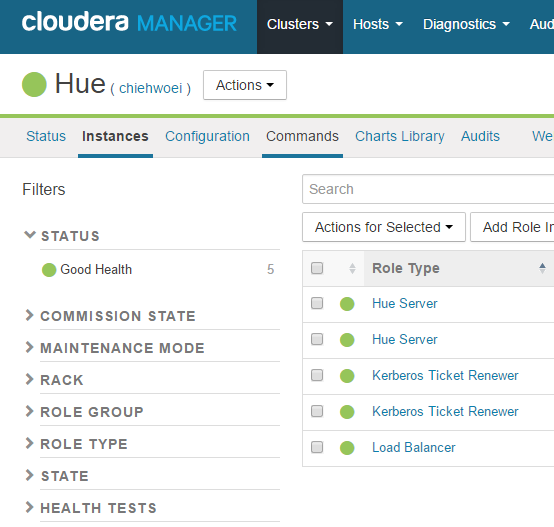 cloudera MANAGER Clusters Hosts Diagnostics Aud
Hue ( chiehwoei ) Actions
Status Instances Configuration Commands Charts Library Audits We
Filters
Search
STATUS
Actions for Selected Add Role In
Good Health 5
Role Type
COMMISSION STATE
Hue Server
MAINTENANCE MODE
Hue Server
RACK
Kerberos Ticket Renewer
ROLE GROUP
Kerberos Ticket Renewer
ROLE TYPE
Load Balancer
STATE
HEALTH TESTS